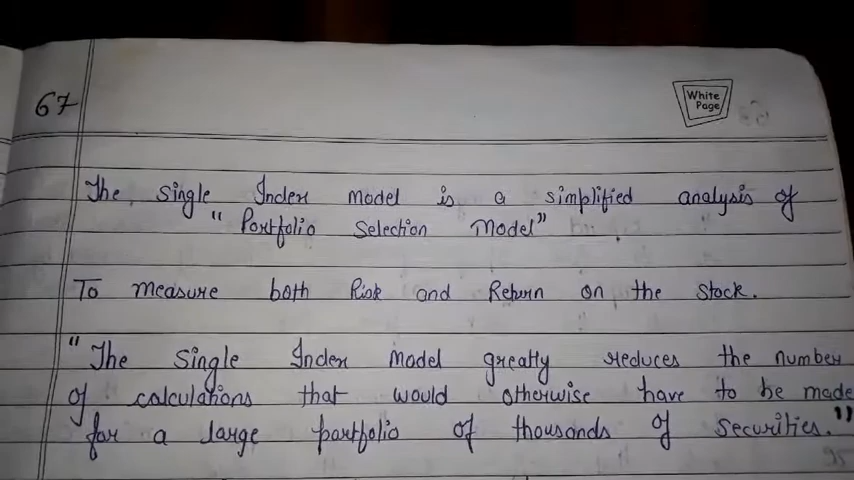 67
White
Page
The Single Index model is a simplified analysis of
"Portfolio Selection Model"
To measure both Risk and Return on the Stock.
"The Single Index Model greatly reduces the number
of calculations that would otherwise have to be made
for a large portfolio of thousands of securities."